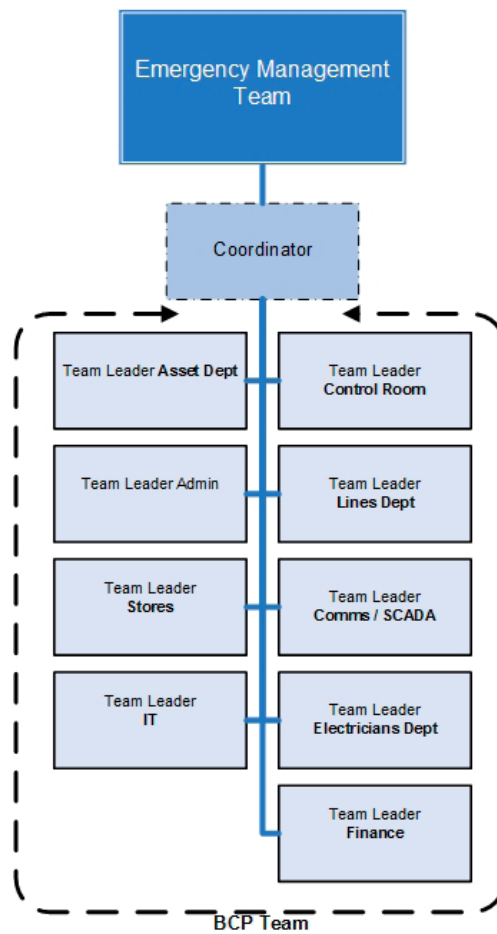 Emergency Management
Team
Coordinator
Team Leader Asset Dept
Team Leader
Control Room
Team Leader Admin
Team Leader
Lines Dept
Team Leader
Stores
Team Leader
Comms / SCADA
Team Leader
IT
Team Leader
Electricians Dept
Team Leader
Finance
BCP Team